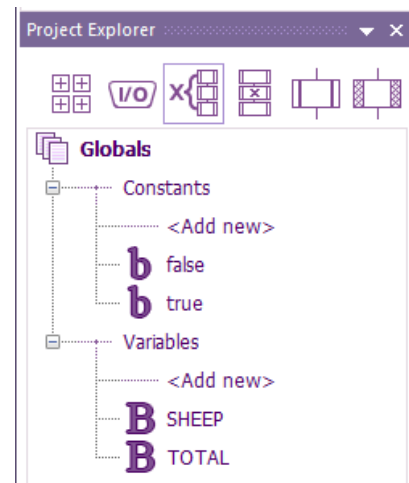 Project Explorer
I/O X{ x
Globals
Constants
<Add new>
b false
b true
Variables
<Add new>
B SHEEP
B TOTAL